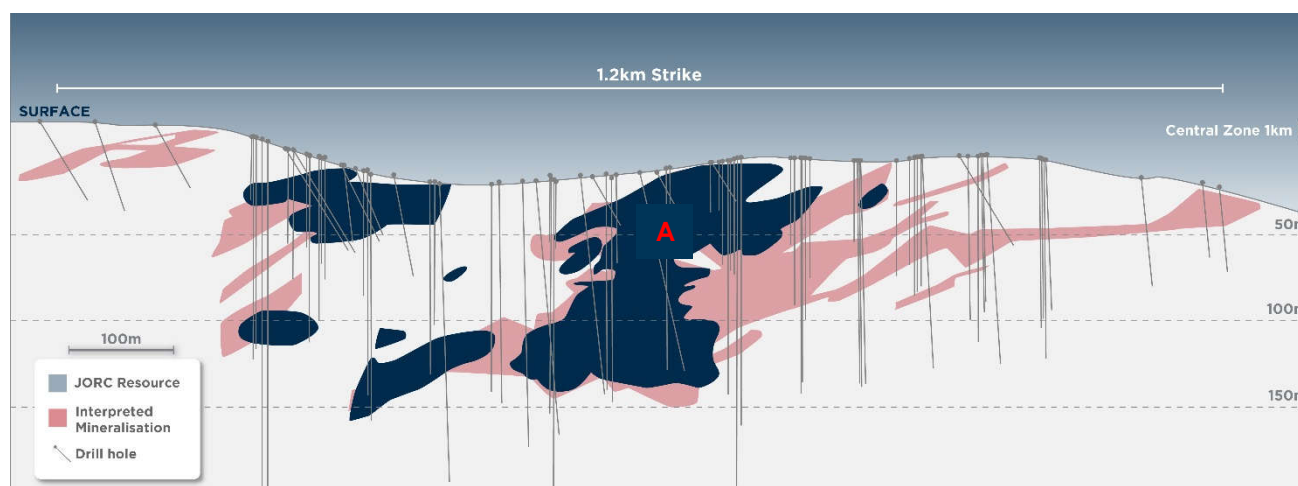 1.2km Strike
SURFACE
Central Zone 1km
A
50m
100m
150m
100m
JORC Resource
Interpreted
Mineralisation
Drill hole